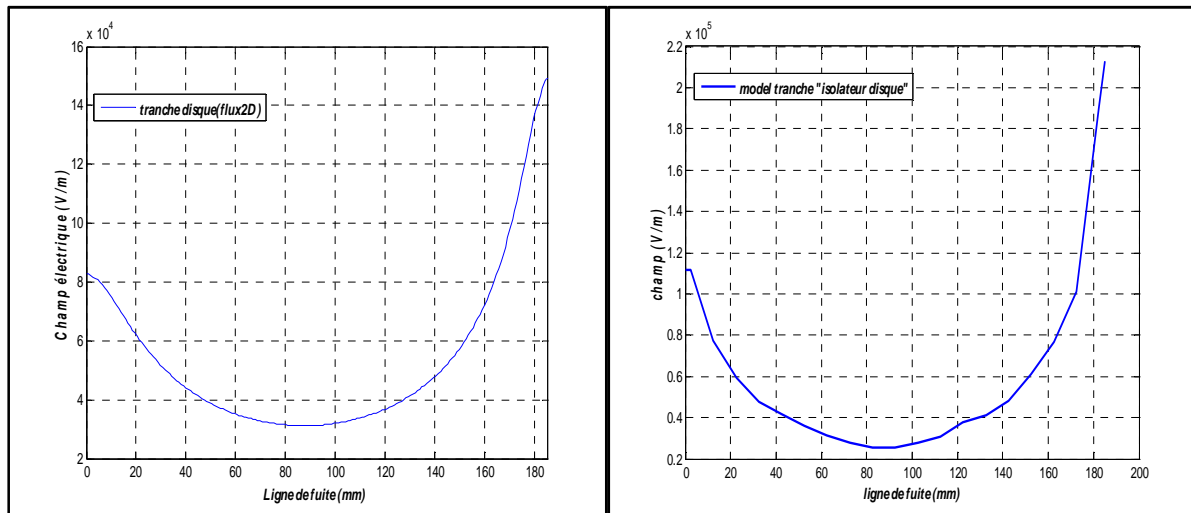 x 10^4
16
14
12
10
8
6
4
2
0 20 40 60 80 100 120 140 160 180
Champ électrique (V/m)
Ligne de fuite (mm)
tranche disque(flux2D)
x 10^5
2.2
2
1.8
1.6
1.4
1.2
1
0.8
0.6
0.4
0.2
0 20 40 60 80 100 120 140 160 180 200
champ (V/m)
ligne de fuite (mm)
model tranche "isolateur disque"